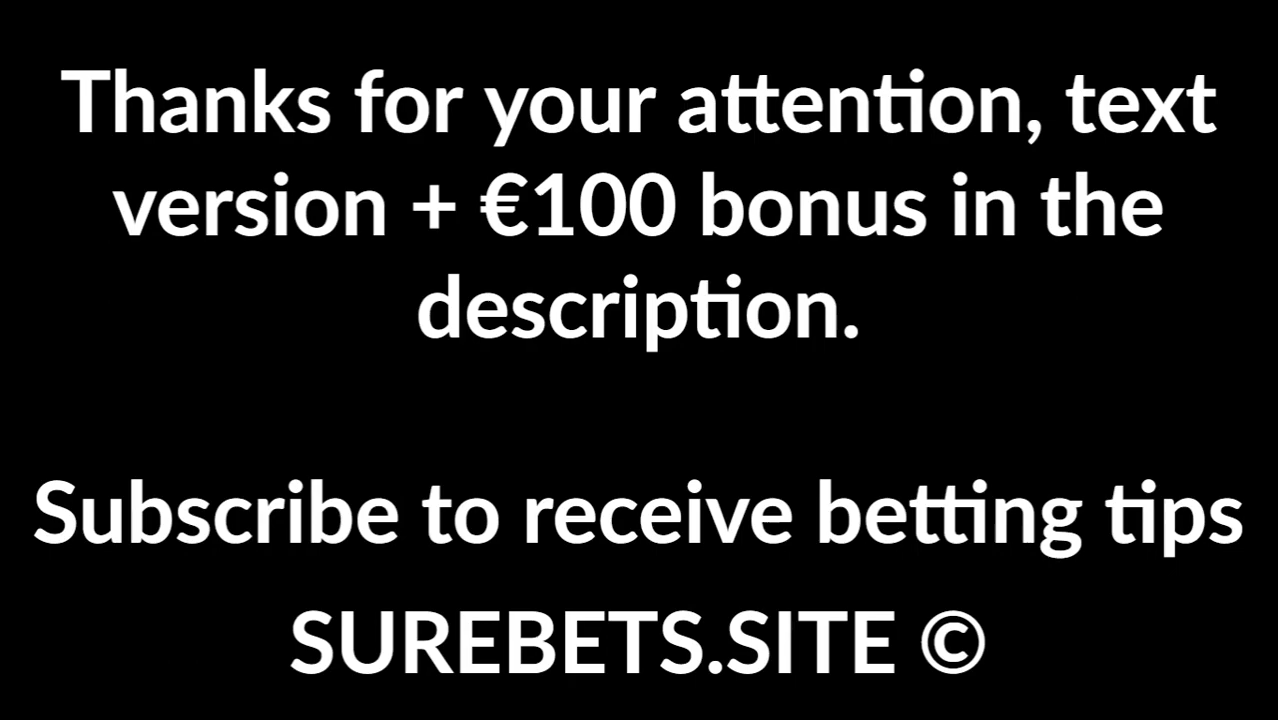 Thanks for your attention, text
version + €100 bonus in the
description.
Subscribe to receive betting tips
SUREBETS.SITE ©